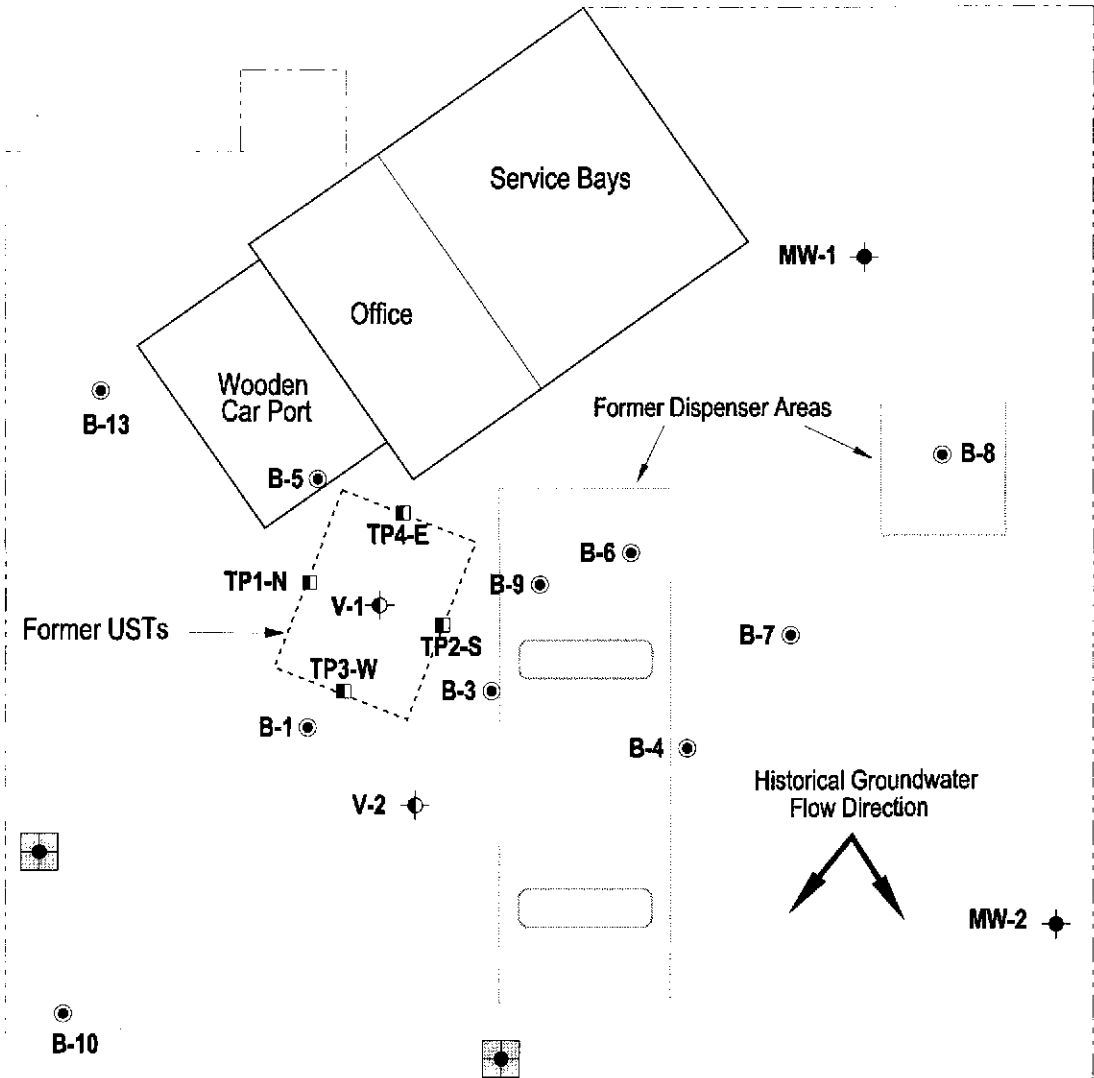 Service Bays
MW-1
Office
Wooden
Car Port
B-13
Former Dispenser Areas
B-8
B-5
TP4-E
B-6
TP1-N
B-9
V-1
Former USTs
TP2-S
B-7
TP3-W
B-3
B-1
B-4
Historical Groundwater
Flow Direction
V-2
MW-2
B-10